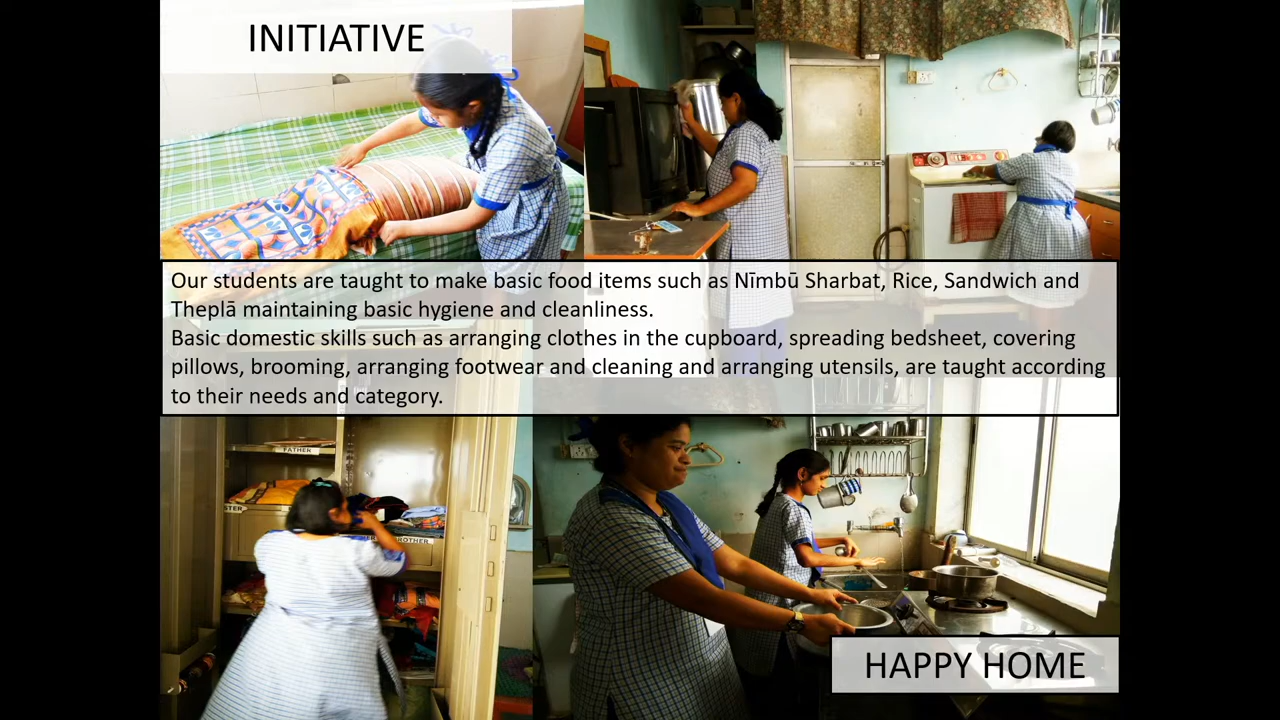 INITIATIVE
Our students are taught to make basic food items such as Nīmbū Sharbat, Rice, Sandwich and
Theplā maintaining basic hygiene and cleanliness.
Basic domestic skills such as arranging clothes in the cupboard, spreading bedsheet, covering
pillows, brooming, arranging footwear and cleaning and arranging utensils, are taught according
to their needs and category.
FATHER
STER
ROTHER
HAPPY HOME